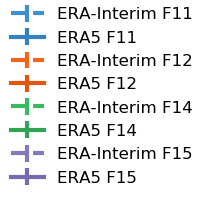 ERA-Interim F11
ERA5 F11
ERA-Interim F12
ERA5 F12
ERA-Interim F14
ERA5 F14
ERA-Interim F15
ERA5 F15